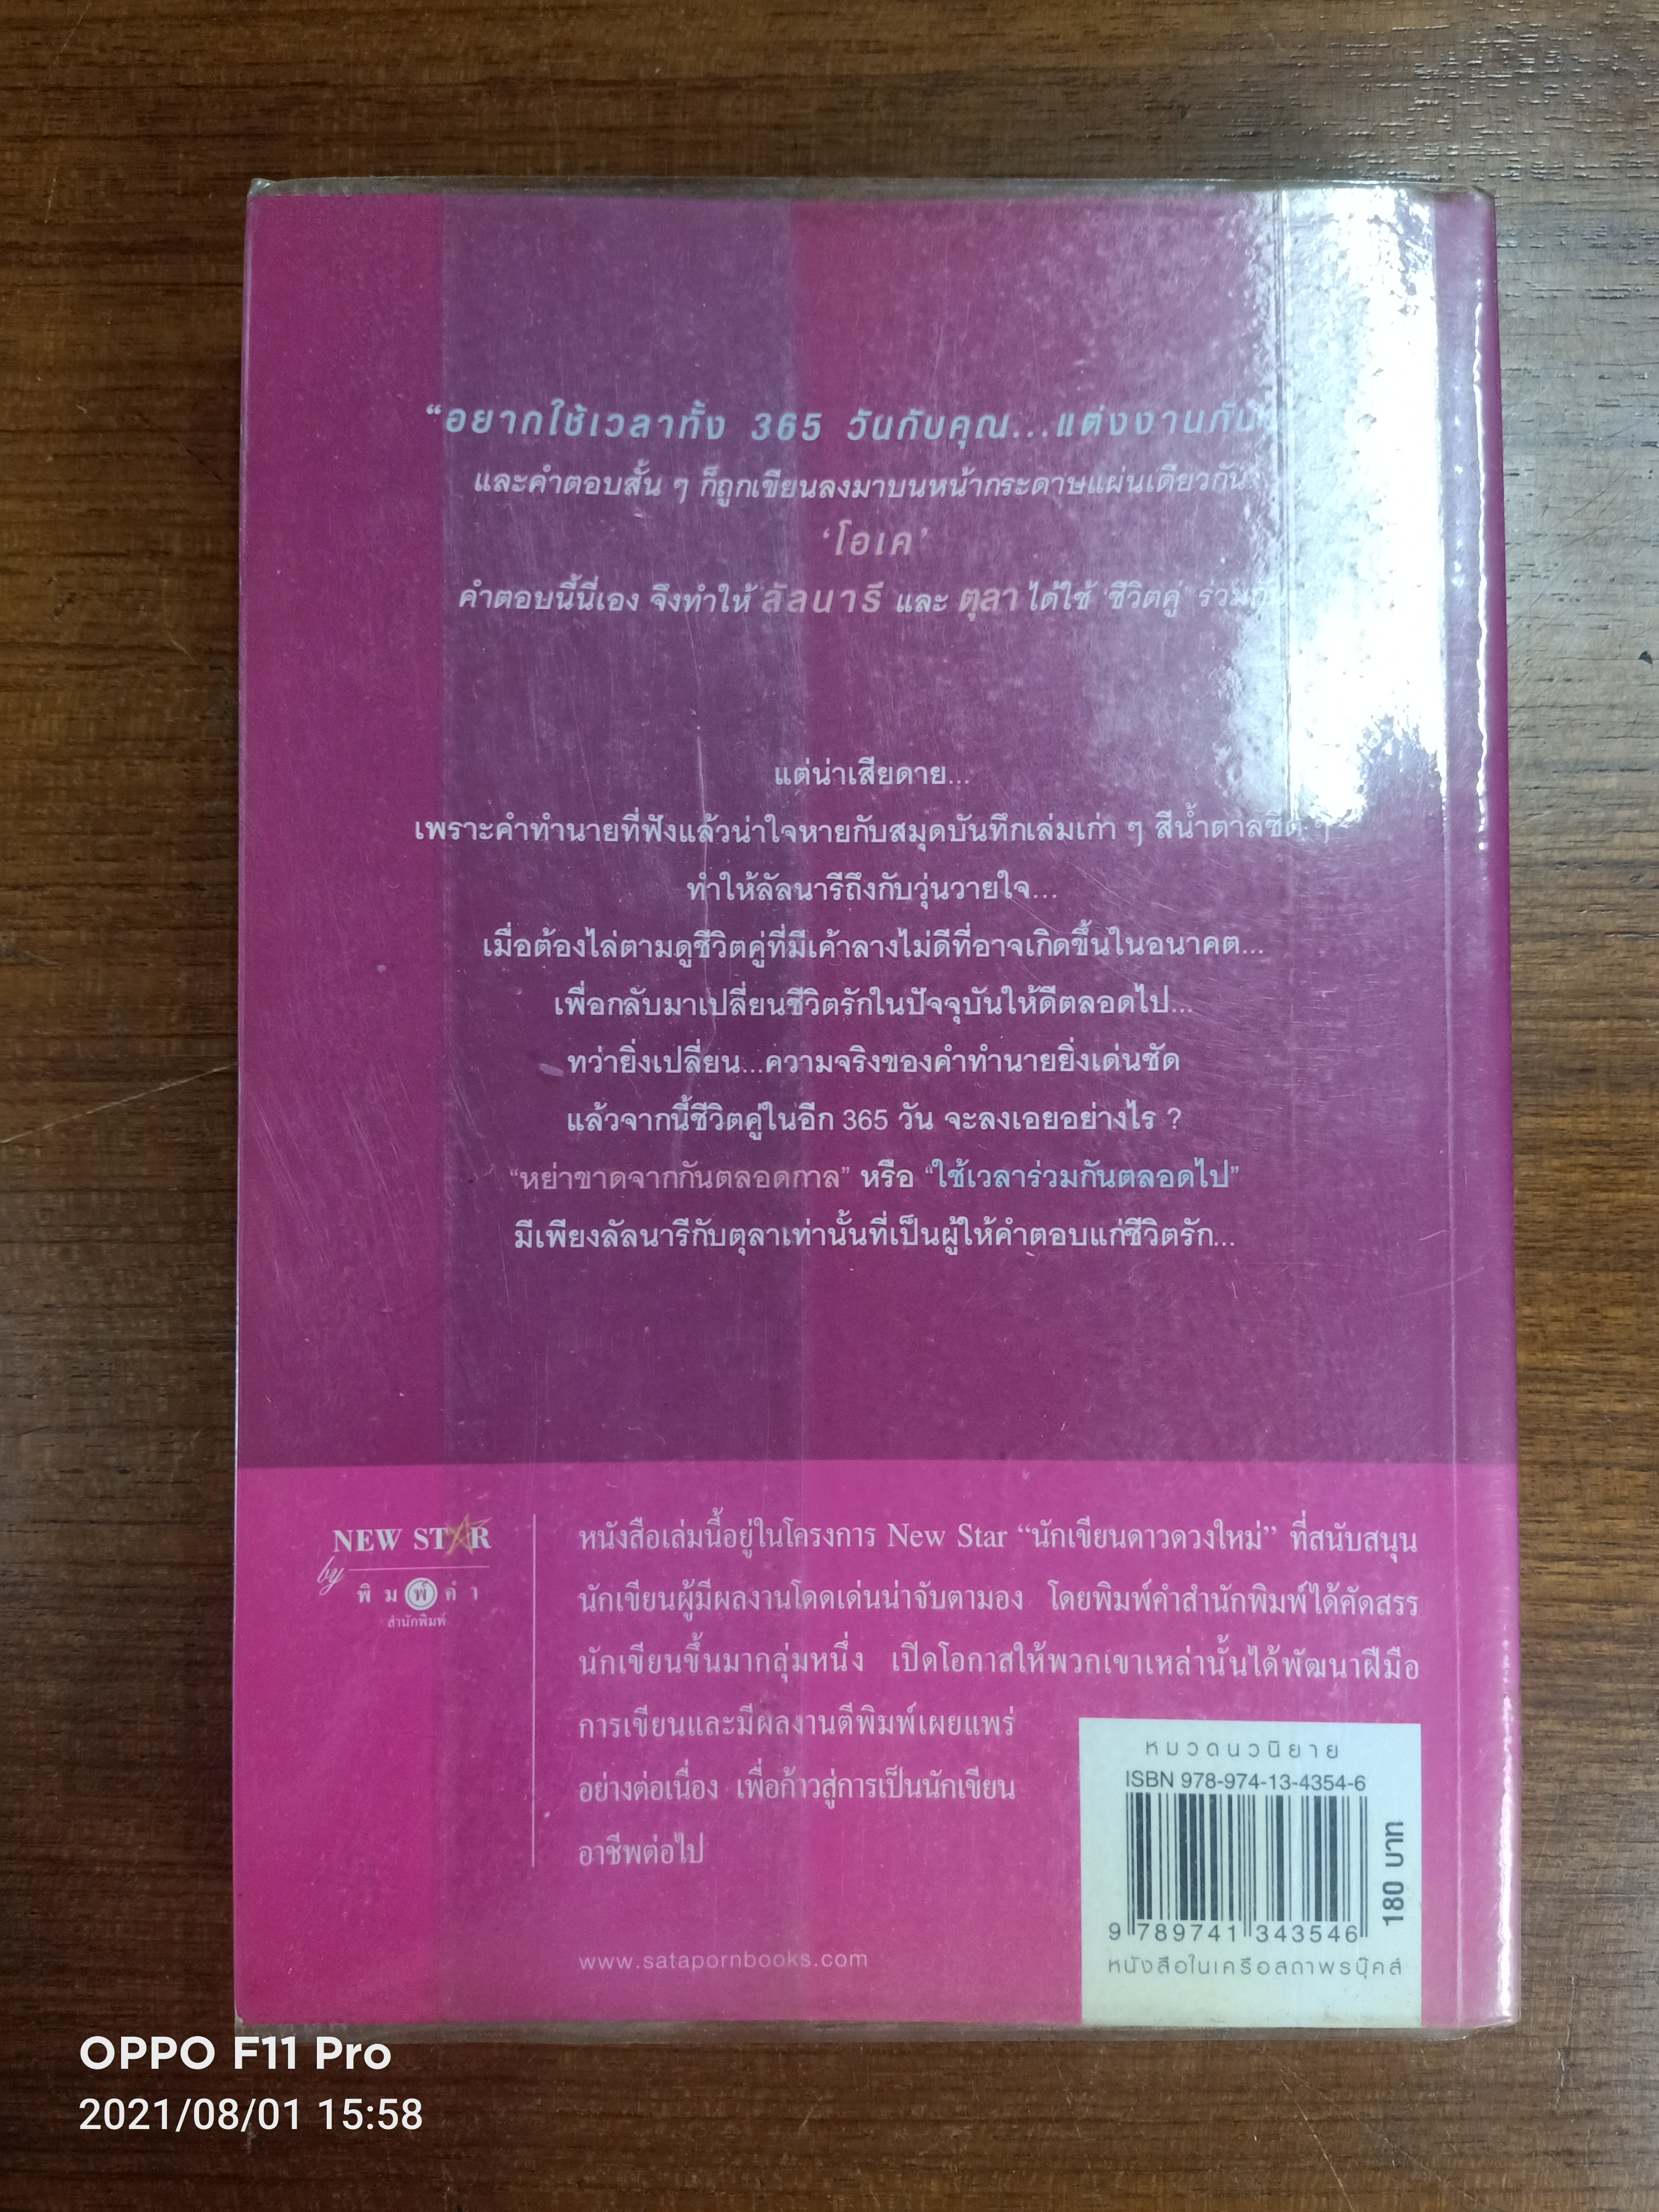 “อยากใช้เวลาทั้ง 365 วันกับคุณ...แต่งงานกัน
และคำตอบสั้น ๆ ก็ถูกเขียนลงมาบนหน้ากระดาษแผ่นเดียวกัน
‘โอเค’
คำตอบนี้นี่เอง จึงทำให้ ลัลนารี และ ตุลา ได้ใช้ ‘ชีวิตคู่’ ร่วมกัน
แต่น่าเสียดาย...
เพราะคำทำนายที่ฟังแล้วน่าใจหายกับสมุดบันทึกเล่มเก่า ๆ สีน้ำตาลซีด ๆ
ทำให้ลัลนารีถึงกับวุ่นวายใจ...
เมื่อต้องไล่ตามดูชีวิตคู่ที่มีเค้าลางไม่ดีที่อาจเกิดขึ้นในอนาคต...
เพื่อกลับมาเปลี่ยนชีวิตรักในปัจจุบันให้ดีตลอดไป...
ทว่ายิ่งเปลี่ยน...ความจริงของคำทำนายยิ่งเด่นชัด
แล้วจากนี้ชีวิตคู่ในอีก 365 วัน จะลงเอยอย่างไร ?
“หย่าขาดจากกันตลอดกาล” หรือ “ใช้เวลาร่วมกันตลอดไป”
มีเพียงลัลนารีกับตุลาเท่านั้นที่เป็นผู้ให้คำตอบแก่ชีวิตรัก...
NEW STAR
by
พิมพ์คำ
สำนักพิมพ์
หนังสือเล่มนี้อยู่ในโครงการ New Star “นักเขียนดาวดวงใหม่” ที่สนับสนุน
นักเขียนผู้มีผลงานโดดเด่นน่าจับตามอง โดยพิมพ์คำสำนักพิมพ์ได้คัดสรร
นักเขียนขึ้นมากลุ่มหนึ่ง เปิดโอกาสให้พวกเขาเหล่านั้นได้พัฒนาฝีมือ
การเขียนและมีผลงานตีพิมพ์เผยแพร่
อย่างต่อเนื่อง เพื่อก้าวสู่การเป็นนักเขียน
อาชีพต่อไป
www.satapornbooks.com
หมวดนวนิยาย
ISBN 978-974-13-4354-6
9 789741 343546
180 บาท
หนังสือในเครือสถาพรบุ๊คส์
OPPO F11 Pro
2021/08/01 15:58